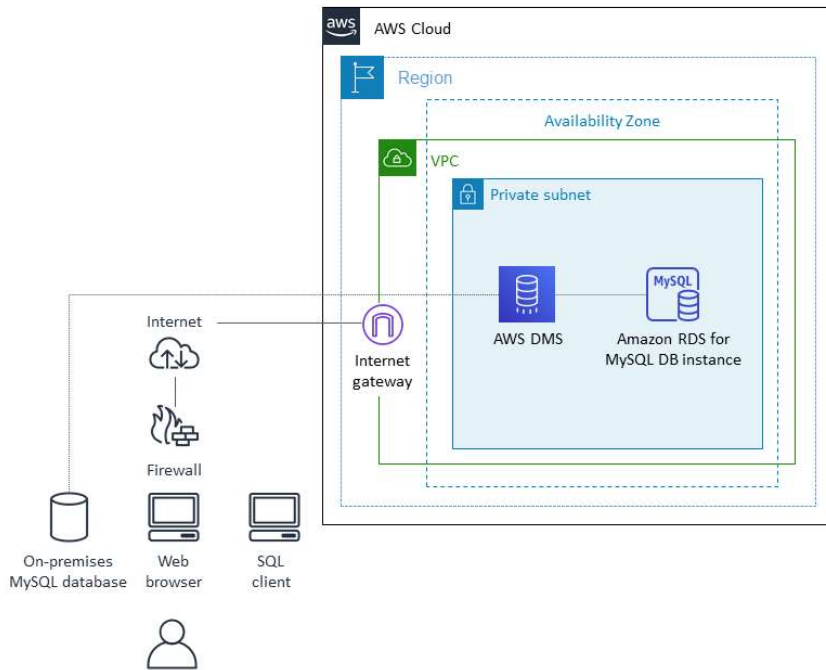 aws
AWS Cloud
Region
Availability Zone
VPC
Private subnet
MySQL
AWS DMS
Amazon RDS for
MySQL DB instance
Internet
Internet
gateway
Firewall
On-premises
MySQL database
Web
browser
SQL
client